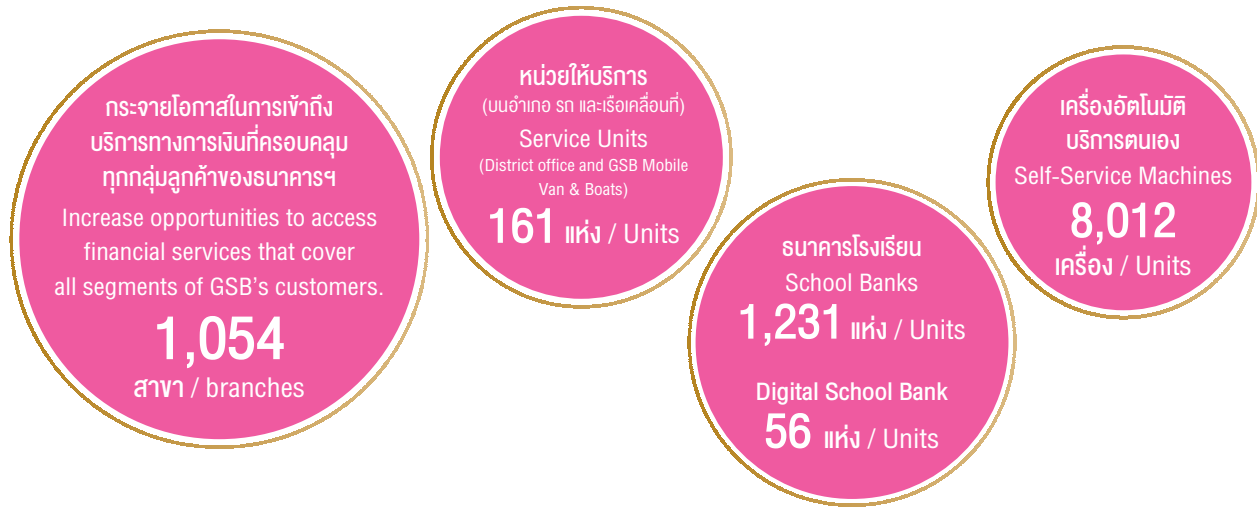 กระจายโอกาสในการเข้าถึง
บริการทางการเงินที่ครอบคลุม
ทุกกลุ่มลูกค้าของธนาคารฯ
Increase opportunities to access
financial services that cover
all segments of GSB's customers.
1,054
สาขา / branches
หน่วยให้บริการ
(บนอำเภอ รถ และเรือเคลื่อนที่)
Service Units
(District office and GSB Mobile
Van & Boats)
161 แห่ง / Units
ธนาคารโรงเรียน
School Banks
1,231 แห่ง / Units
Digital School Bank
56 แห่ง / Units
เครื่องอัตโนมัติ
บริการตนเอง
Self-Service Machines
8,012
เครื่อง / Units